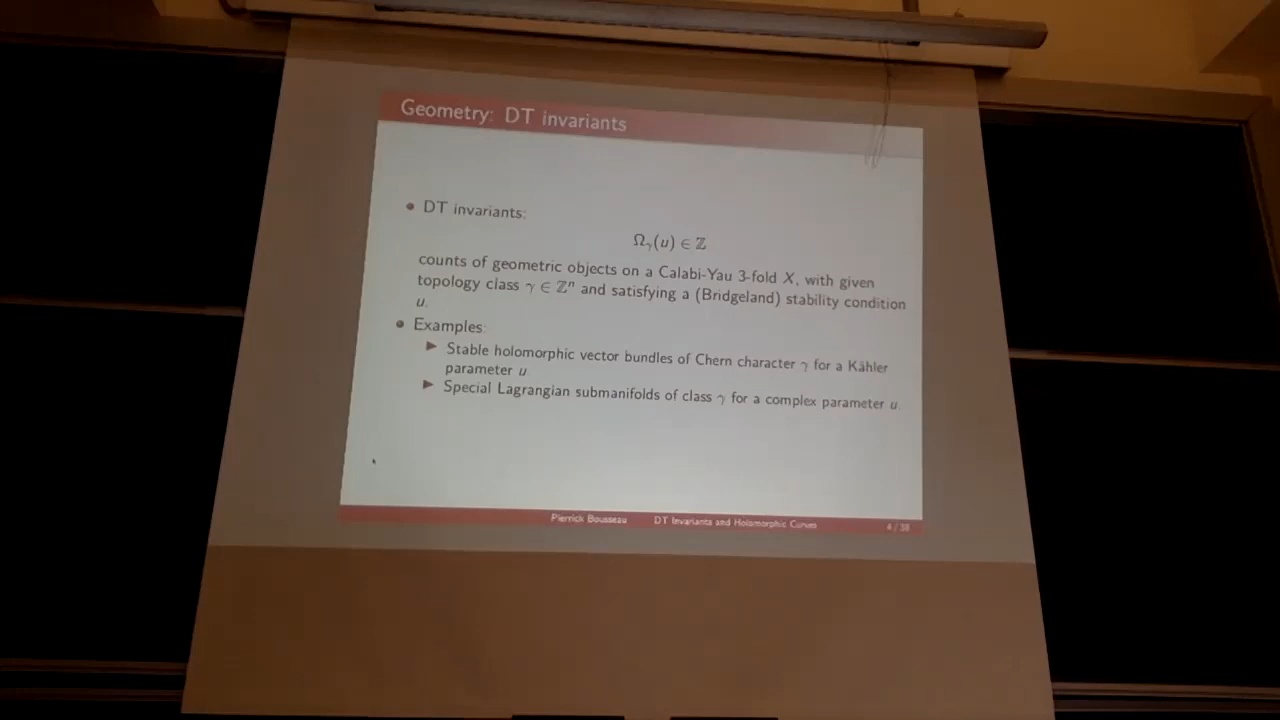 Geometry: DT invariants
• DT invariants:
Ωγ(u) ∈ ℤ
counts of geometric objects on a Calabi-Yau 3-fold X, with given
topology class γ ∈ ℤⁿ and satisfying a (Bridgeland) stability condition
u.
• Examples:
▶ Stable holomorphic vector bundles of Chern character γ for a Kähler
parameter u
▶ Special Lagrangian submanifolds of class γ for a complex parameter u.
Pierrick Bousseau DT Invariants and Holomorphic Curves 4 / 38